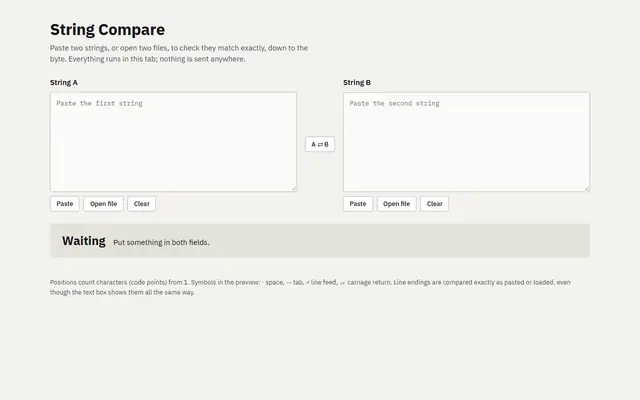 String Compare
Paste two strings, or open two files, to check they match exactly, down to the
byte. Everything runs in this tab; nothing is sent anywhere.
String A
String B
Paste the first string
Paste the second string
A ⇄ B
Paste Open file Clear
Paste Open file Clear
Waiting Put something in both fields.
Positions count characters (code points) from 1. Symbols in the preview: · space, → tab, ↲ line feed, ␍ carriage return. Line endings are compared exactly as pasted or loaded, even
though the text box shows them all the same way.